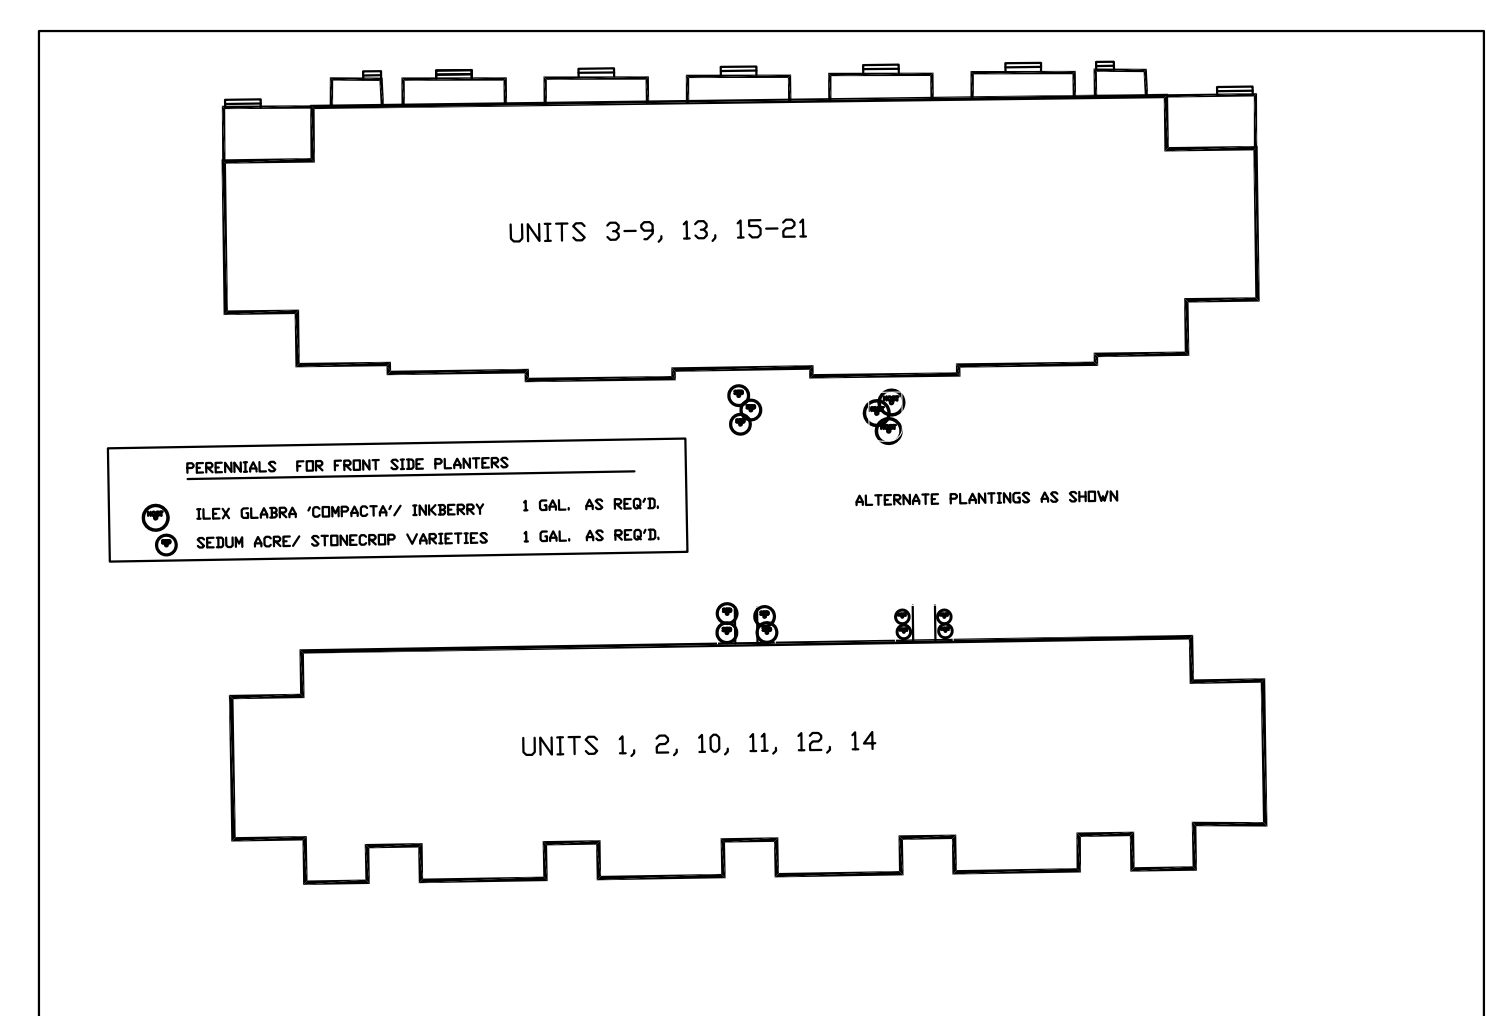 UNITS 3-9, 13, 15-21
PERENNIALS FOR FRONT SIDE PLANTERS
ILEX GLABRA 'COMPACTA'/ INKBERRY 1 GAL. AS REQ'D.
SEDUM ACRE/ STONECROP VARIETIES 1 GAL. AS REQ'D.
ALTERNATE PLANTINGS AS SHOWN
UNITS 1, 2, 10, 11, 12, 14